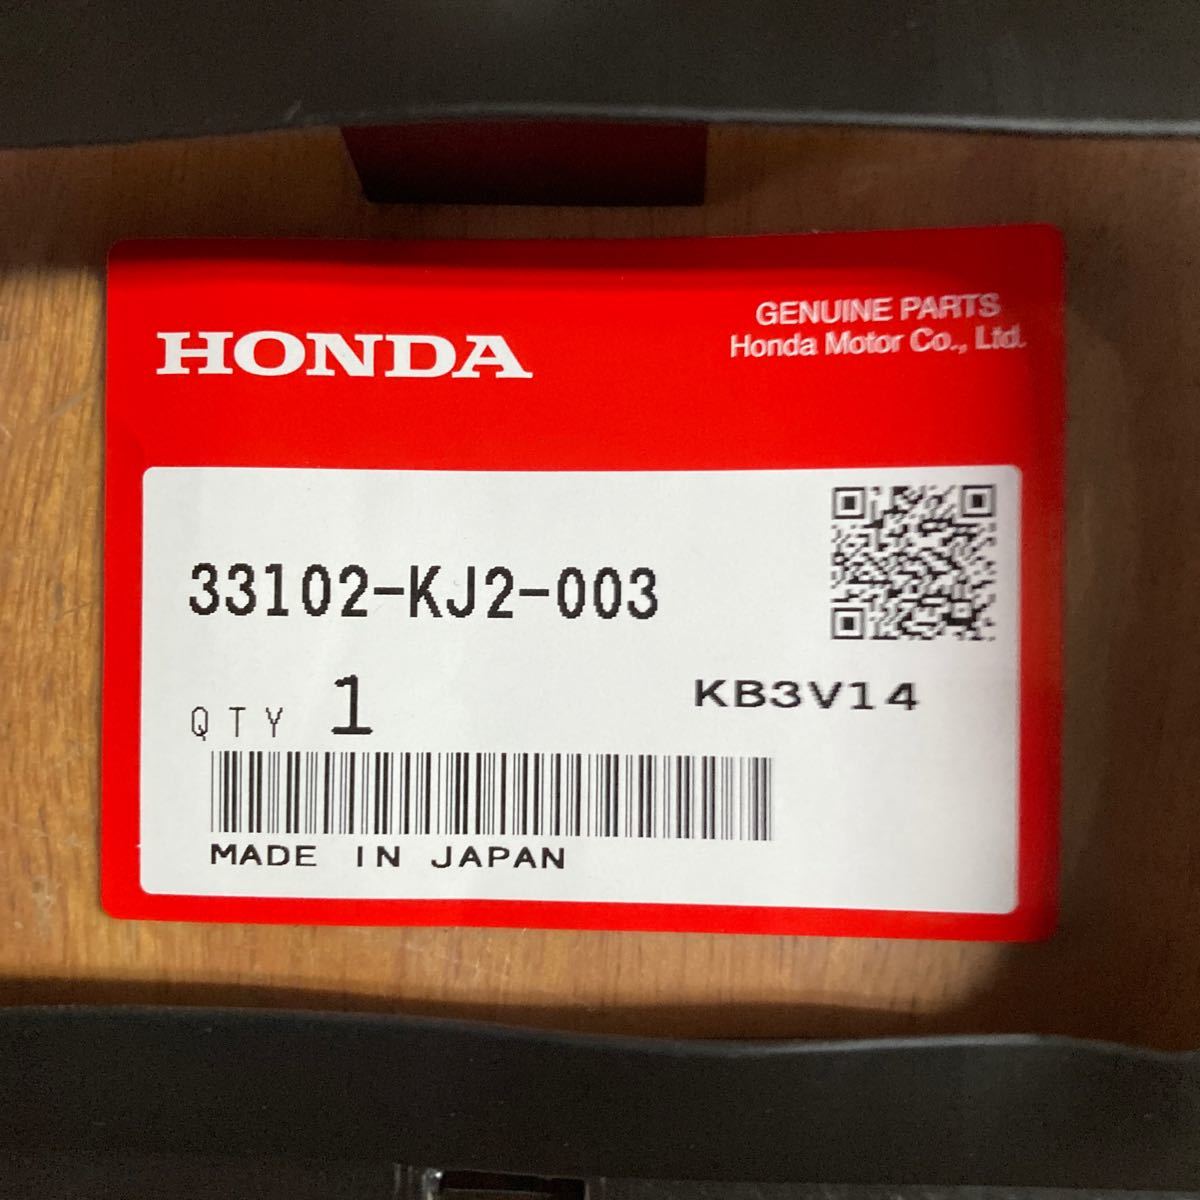 HONDA
GENUINE PARTS
Honda Motor Co., Ltd.
33102-KJ2-003
QTY 1
KB3V14
MADE IN JAPAN